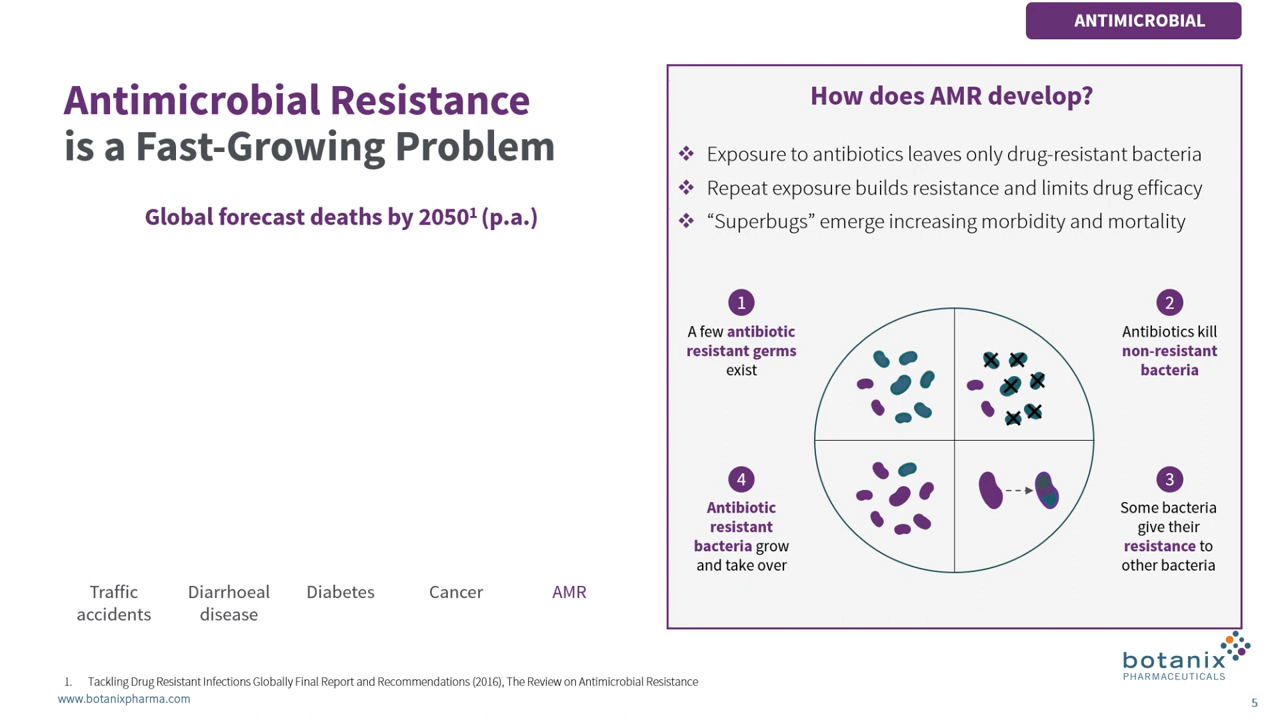 ANTIMICROBIAL
Antimicrobial Resistance
is a Fast-Growing Problem
Global forecast deaths by 2050¹ (p.a.)
Traffic
accidents
Diarrhoeal
disease
Diabetes
Cancer
AMR
How does AMR develop?
❖ Exposure to antibiotics leaves only drug-resistant bacteria
❖ Repeat exposure builds resistance and limits drug efficacy
❖ “Superbugs” emerge increasing morbidity and mortality
1
A few antibiotic
resistant germs
exist
2
Antibiotics kill
non-resistant
bacteria
3
Some bacteria
give their
resistance to
other bacteria
4
Antibiotic
resistant
bacteria grow
and take over
1. Tackling Drug Resistant Infections Globally Final Report and Recommendations (2016), The Review on Antimicrobial Resistance
www.botanixpharma.com
botanix
PHARMACEUTICALS
5